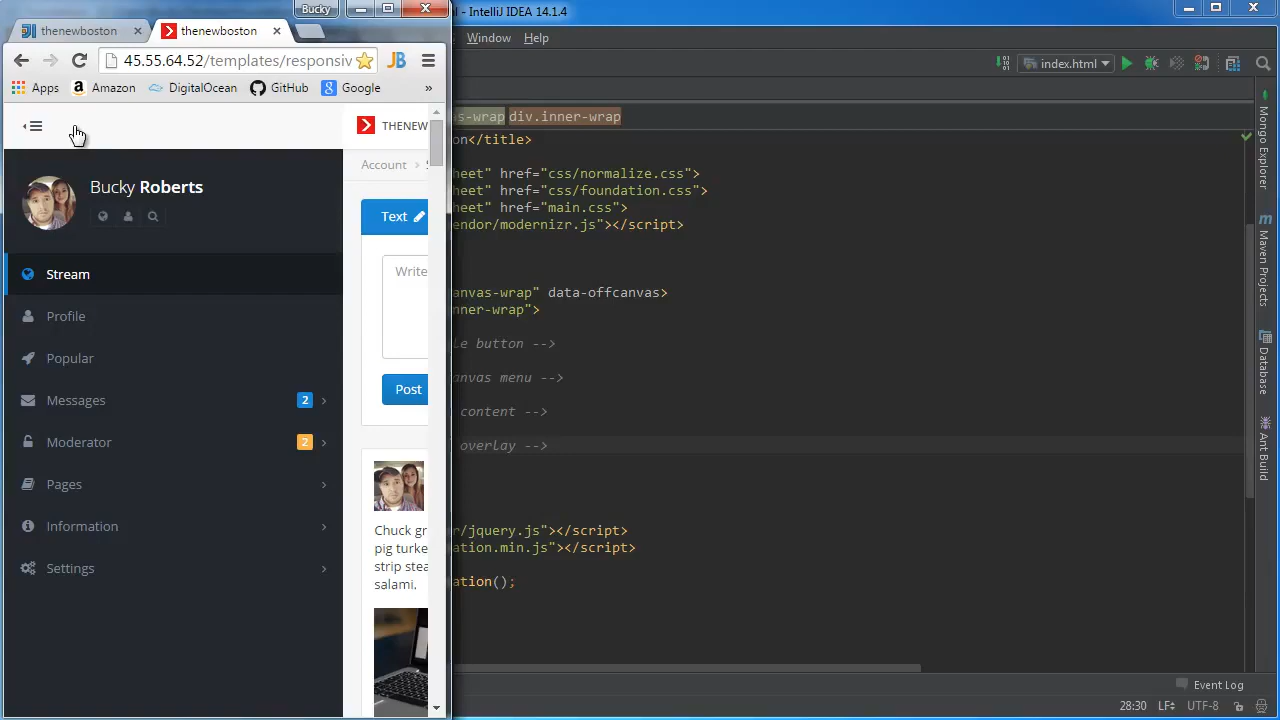 Bucky
thenewboston
thenewboston
l - IntelliJ IDEA 14.1.4
45.55.64.52/templates/responsiv
Window
Help
index.html
Apps
Amazon
DigitalOcean
GitHub
Google
»
s-wrap
div.inner-wrap
THENEW
Account
Bucky Roberts
Text
Write
Post
Stream
Profile
Popular
Messages
2
Moderator
2
Pages
Information
Settings
Chuck gr
pig turke
strip stea
salami.
on</title>
sheet" href="css/normalize.css">
sheet" href="css/foundation.css">
sheet" href="main.css">
endor/modernizr.js"></script>
anvas-wrap" data-offcanvas>
nner-wrap">
le button -->
anvas menu -->
content -->
overlay -->
r/jquery.js"></script>
ation.min.js"></script>
ation();
Mongo Explorer
m
Maven Projects
Database
Ant Build
Event Log
28:30
LF
UTF-8